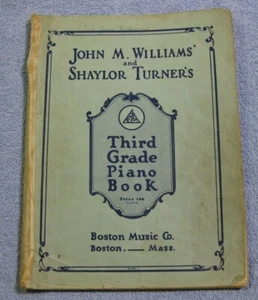 John M. Williams'
and
Shaylor Turner's
Third
Grade
Piano
Book
Boston Music Co.
Boston. — Mass.